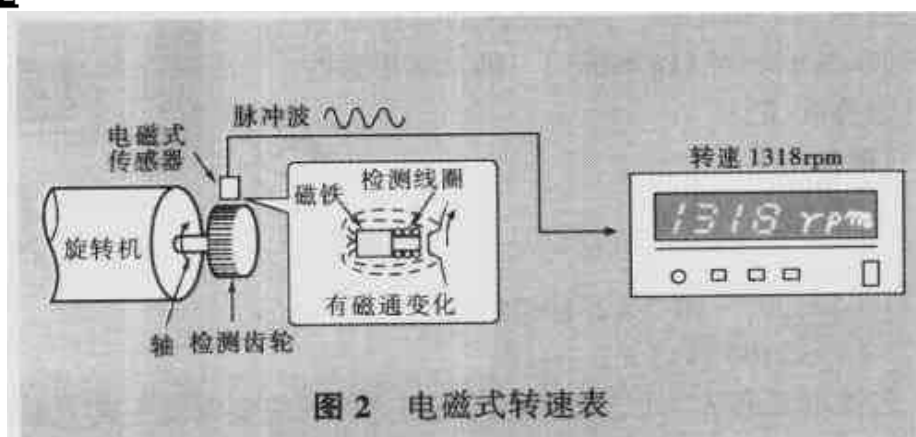 脉冲波
电磁式
传感器
转速 1318rpm
磁铁
检测线圈
1318 rpm
旋转机
有磁通变化
轴
检测齿轮
图 2 电磁式转速表